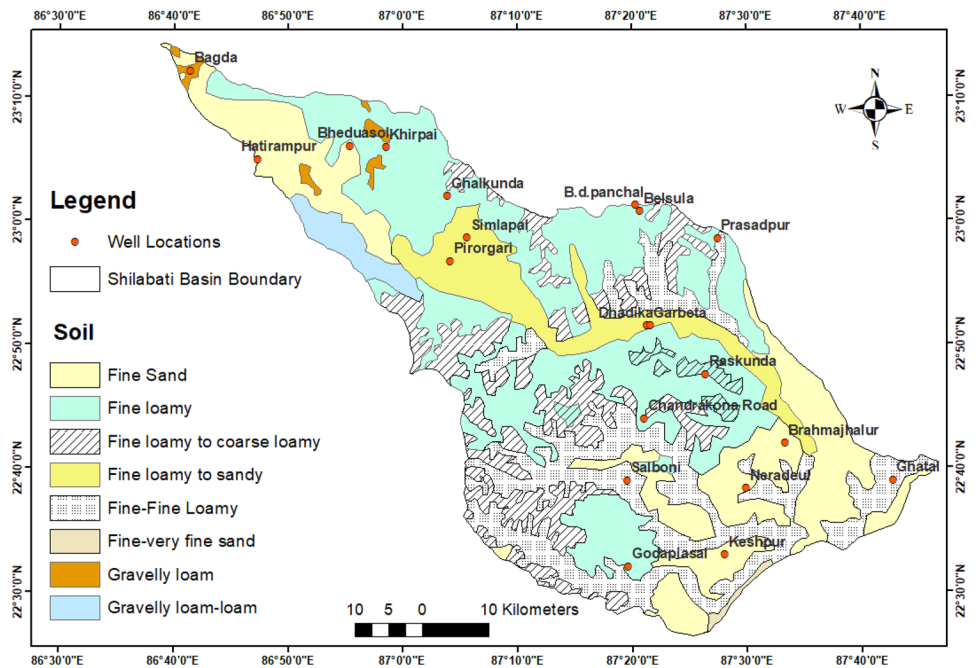 86°30'0"E 86°40'0"E 86°50'0"E 87°0'0"E 87°10'0"E 87°20'0"E 87°30'0"E 87°40'0"E
23°10'0"N
23°0'0"N
22°50'0"N
22°40'0"N
22°30'0"N
N
W E
S
Bagda
Bheduasol
Khirpai
Hatirampur
Ghalkunda
B.d.panchal
Belsula
Simlapal
Prasadpur
Pirorgari
Dhadika
Garbeta
Raskunda
Chandrakona Road
Brahmajhalur
Salboni
Neradeul
Ghatal
Keshpur
Godapiasal
Legend
Well Locations
Shilabati Basin Boundary
Soil
Fine Sand
Fine loamy
Fine loamy to coarse loamy
Fine loamy to sandy
Fine-Fine Loamy
Fine-very fine sand
Gravelly loam
Gravelly loam-loam
10 5 0 10 Kilometers
23°10'0"N
23°0'0"N
22°50'0"N
22°40'0"N
22°30'0"N
86°30'0"E 86°40'0"E 86°50'0"E 87°0'0"E 87°10'0"E 87°20'0"E 87°30'0"E 87°40'0"E